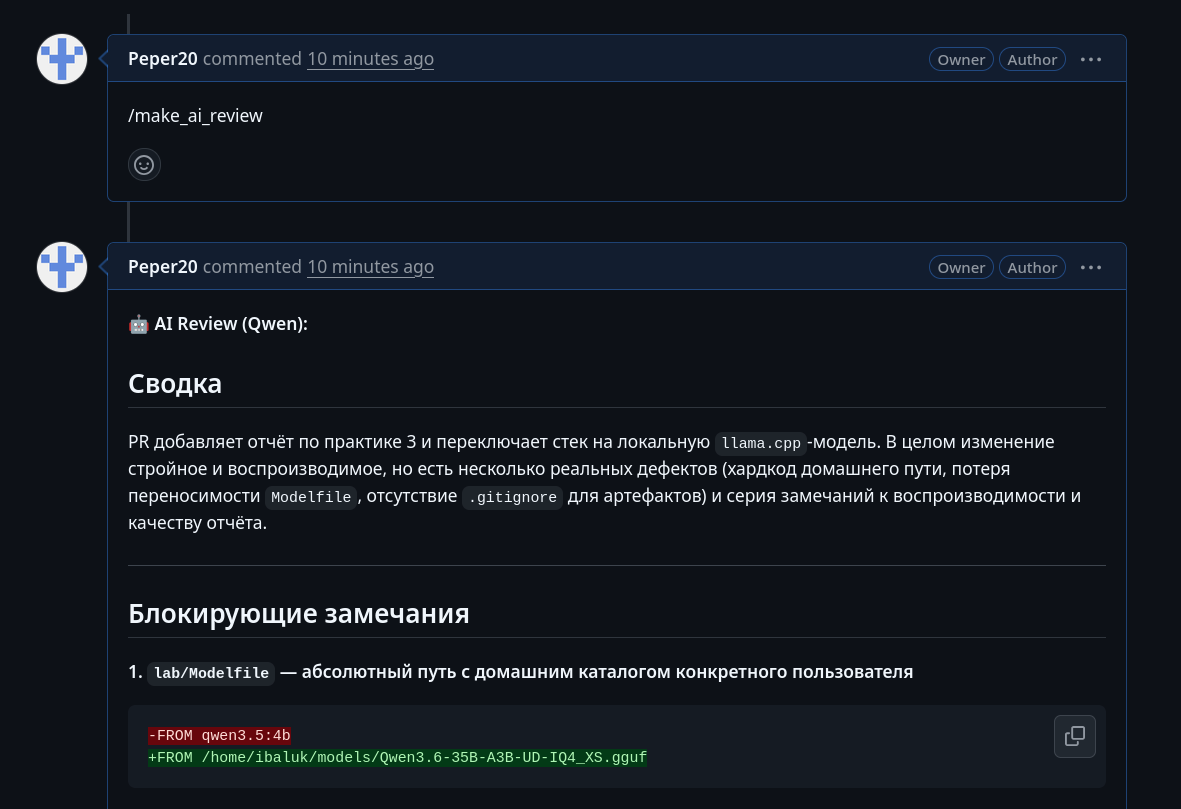 Peper20 commented 10 minutes ago Owner Author
/make_ai_review
Peper20 commented 10 minutes ago Owner Author
🤖 AI Review (Qwen):
Сводка
PR добавляет отчёт по практике 3 и переключает стек на локальную llama.cpp-модель. В целом изменение
стройное и воспроизводимое, но есть несколько реальных дефектов (хардкод домашнего пути, потеря
переносимости Modelfile, отсутствие .gitignore для артефактов) и серия замечаний к воспроизводимости и
качеству отчёта.
Блокирующие замечания
1. lab/Modelfile — абсолютный путь с домашним каталогом конкретного пользователя
-FROM qwen3.5:4b
+FROM /home/ibaluk/models/Qwen3.6-35B-A3B-UD-IQ4_XS.gguf